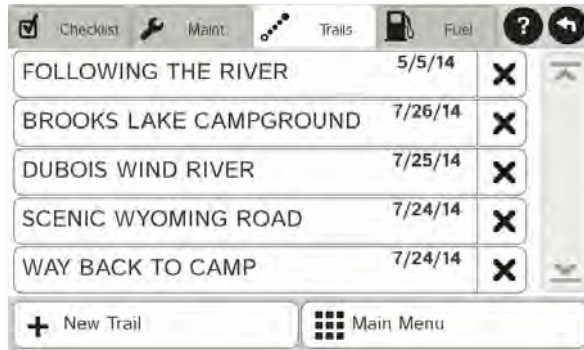 Checklist Maint. Trails Fuel ?
FOLLOWING THE RIVER 5/5/14
BROOKS LAKE CAMPGROUND 7/26/14
DUBOIS WIND RIVER 7/25/14
SCENIC WYOMING ROAD 7/24/14
WAY BACK TO CAMP 7/24/14
New Trail Main Menu